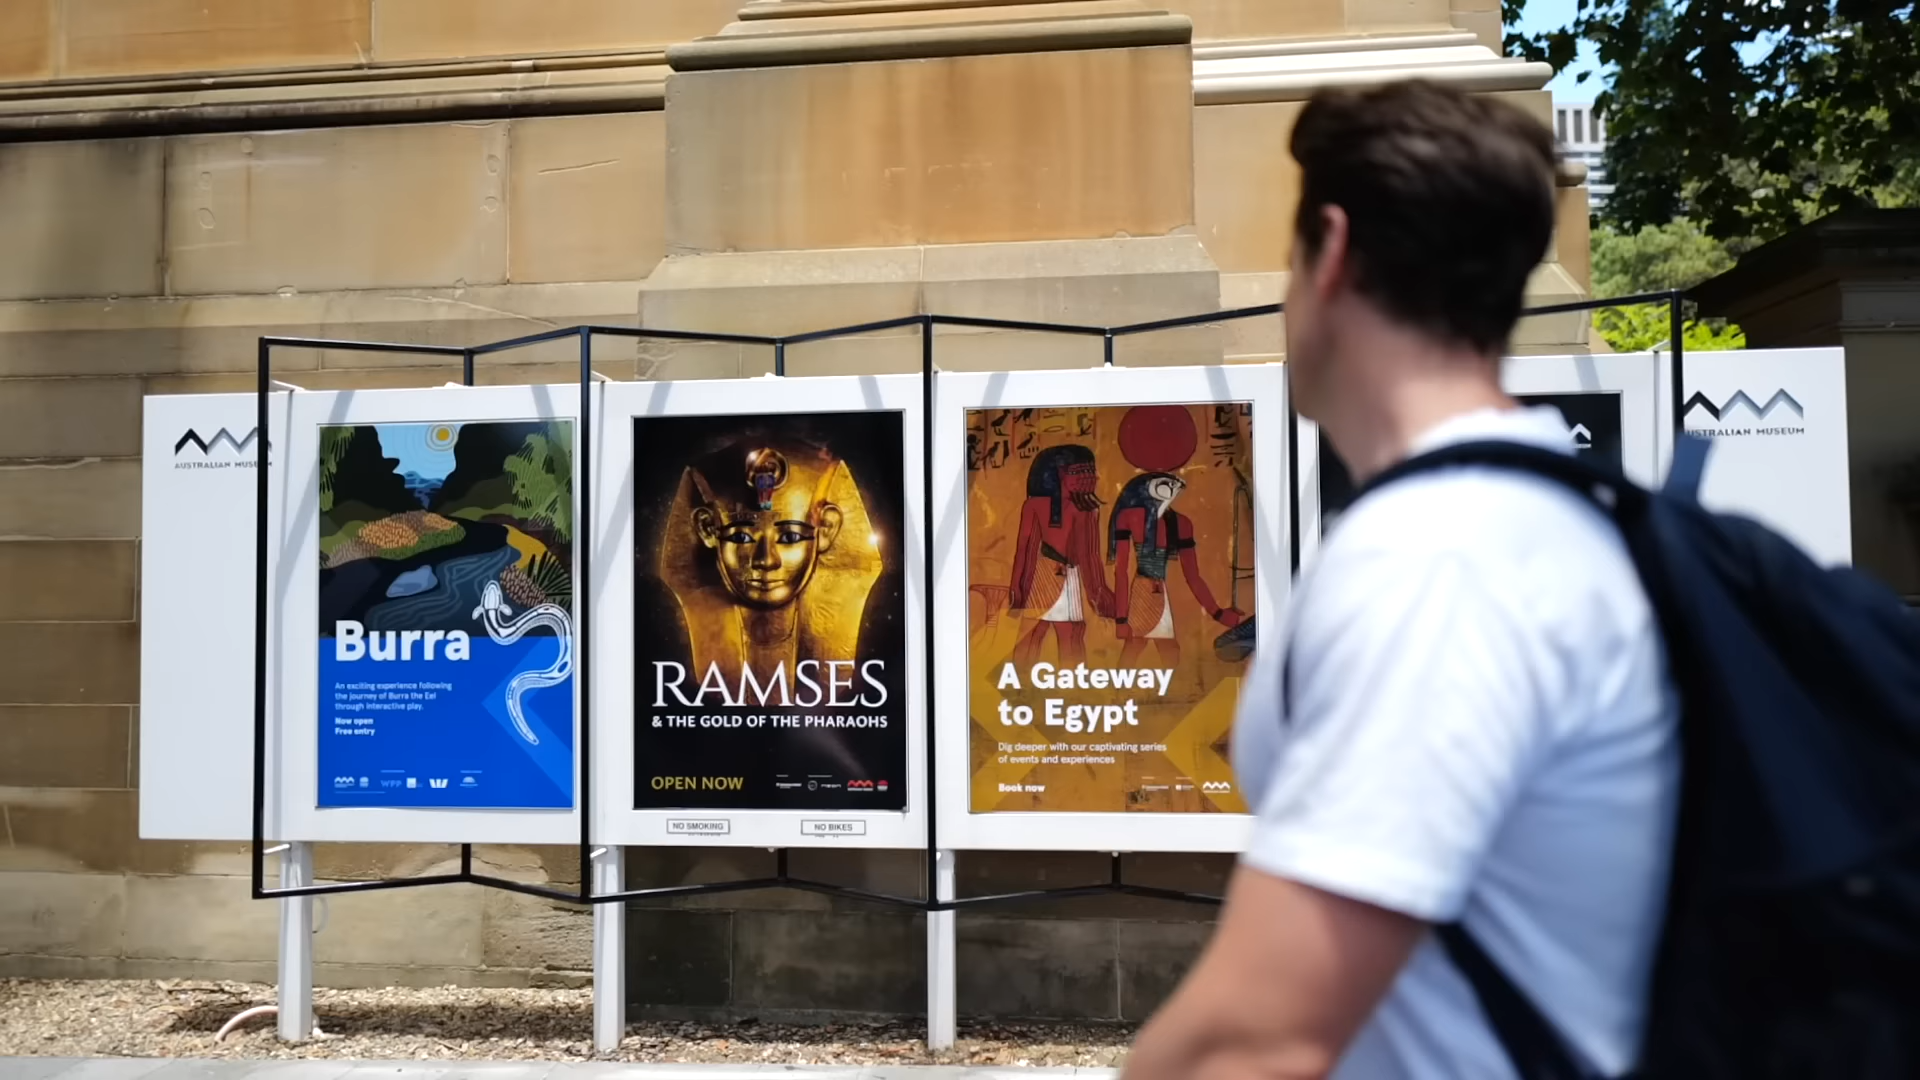 AUSTRALIAN MUSEUM
Burra
An exciting experience following
the journey of Burra the Eel
through interactive play.
Now open
Free entry
WPP
RAMSES
& THE GOLD OF THE PHARAOHS
OPEN NOW
NO SMOKING
NO BIKES
A Gateway
to Egypt
Dig deeper with our captivating series
of events and experiences
Book now
AUSTRALIAN MUSEUM